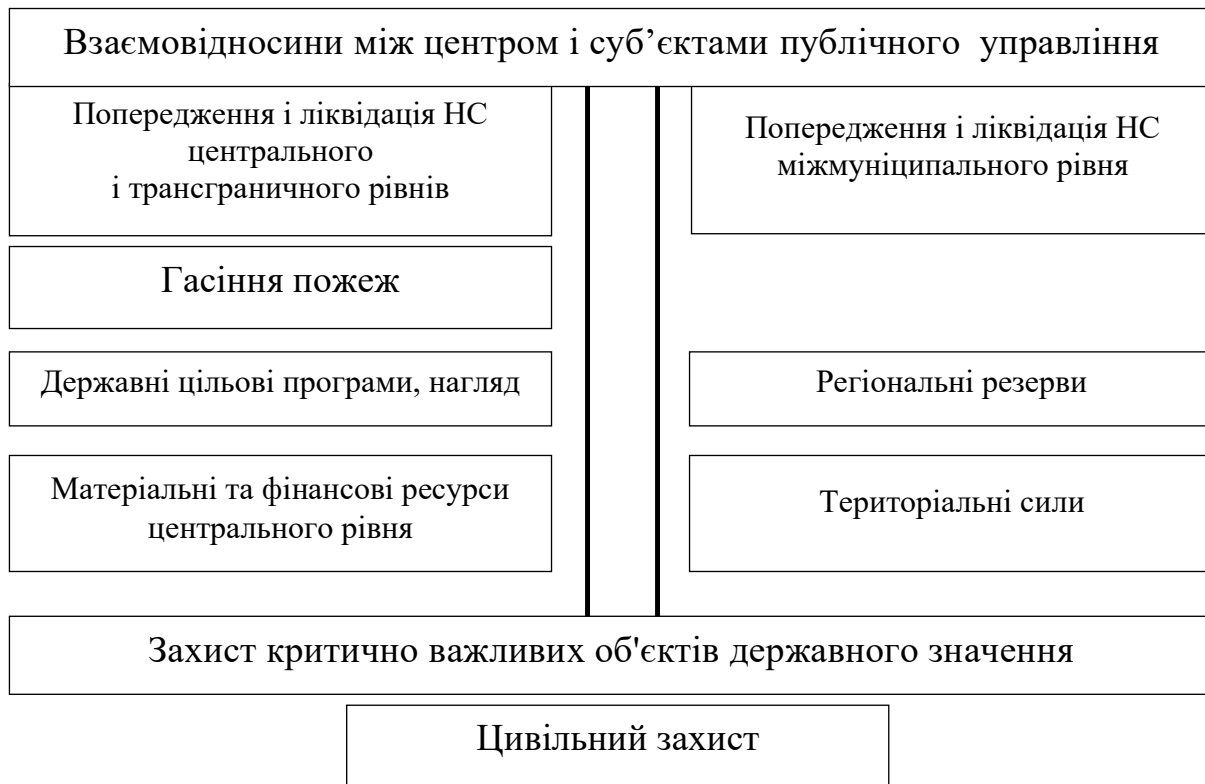 Взаємовідносини між центром і суб’єктами публічного управління
Попередження і ліквідація НС
центрального
і трансграничного рівнів
Попередження і ліквідація НС
міжмуніципального рівня
Гасіння пожеж
Державні цільові програми, нагляд
Регіональні резерви
Матеріальні та фінансові ресурси
центрального рівня
Територіальні сили
Захист критично важливих об'єктів державного значення
Цивільний захист